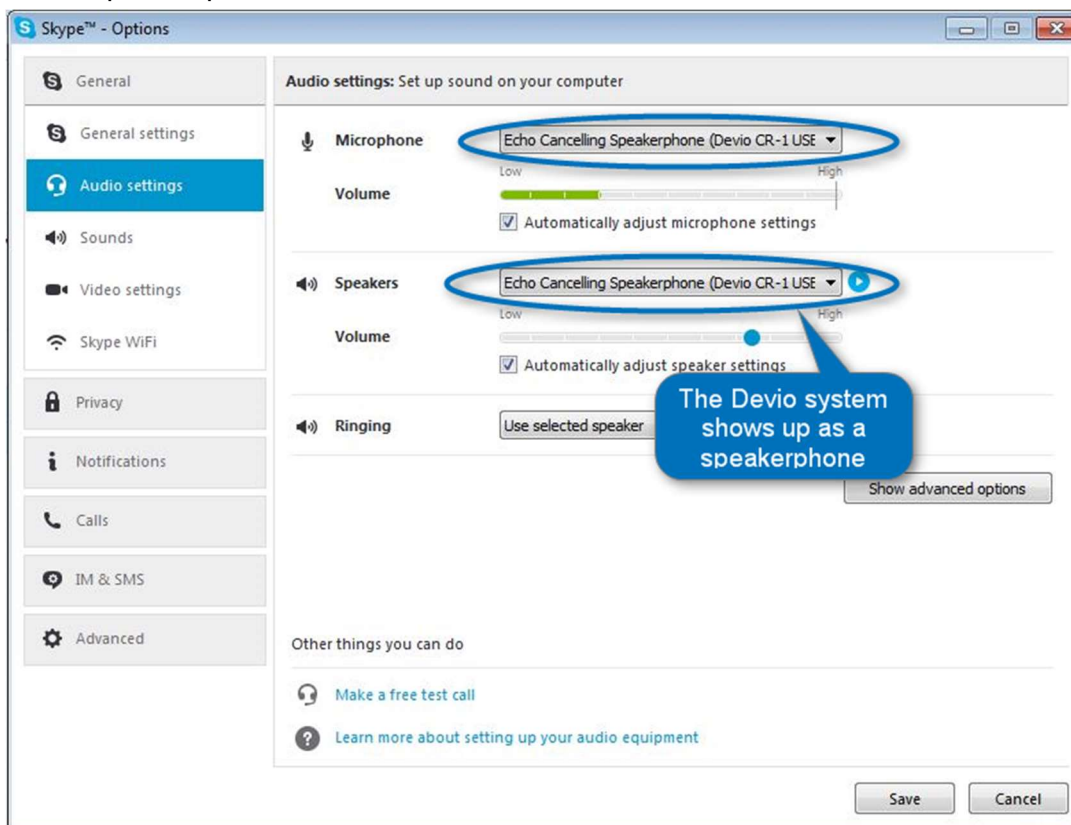 Skype™ - Options
General
General settings
Audio settings
Sounds
Video settings
Skype WiFi
Privacy
Notifications
Calls
IM & SMS
Advanced
Audio settings: Set up sound on your computer
Microphone
Echo Cancelling Speakerphone (Devio CR-1 USE
Low High
Volume
Automatically adjust microphone settings
Speakers
Echo Cancelling Speakerphone (Devio CR-1 USE
Low High
Volume
Automatically adjust speaker settings
Ringing
Use selected speaker
The Devio system
shows up as a
speakerphone
Show advanced options
Other things you can do
Make a free test call
Learn more about setting up your audio equipment
Save
Cancel